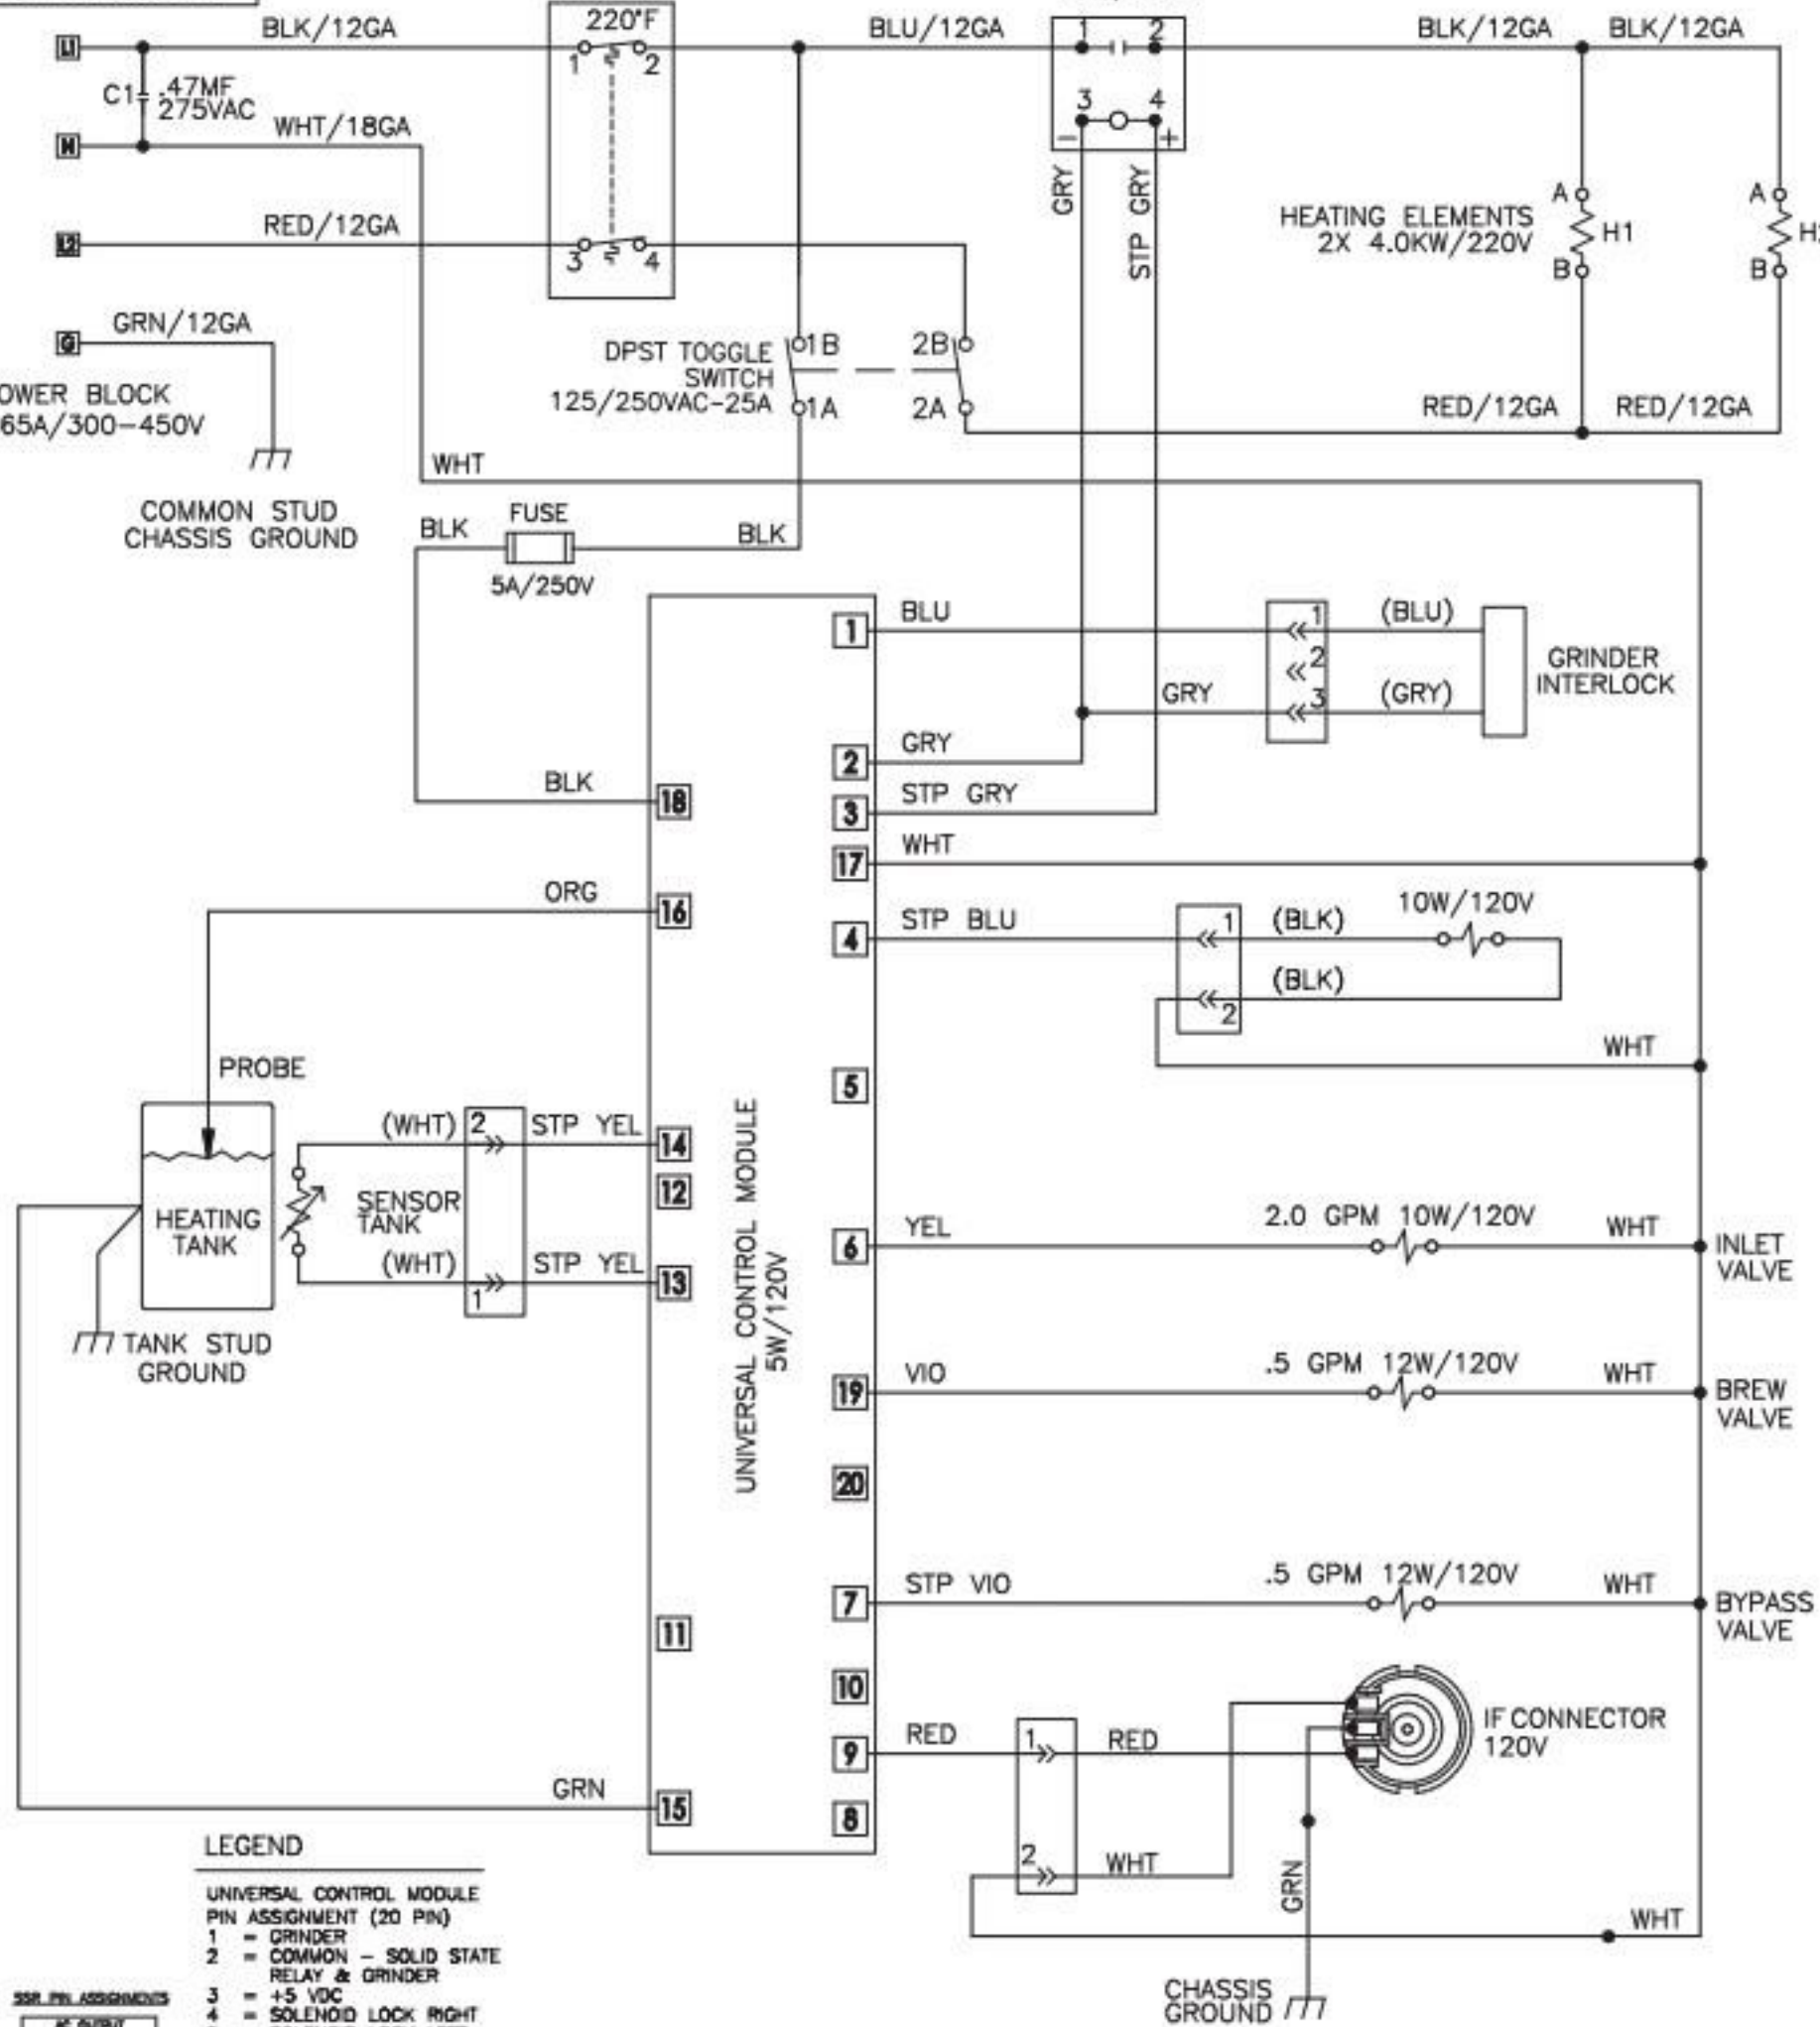 220°F
BLK/12GA
BLU/12GA
1 2
BLK/12GA BLK/12GA
L1
1 2
C1 .47MF
275VAC
WHT/18GA
N
3 4
- +
GRY
STP GRY
RED/12GA
L2
3 4
HEATING ELEMENTS
2X 4.0KW/220V
A
H1
B
A
B
GRN/12GA
G
DPST TOGGLE
SWITCH
125/250VAC-25A
1B
1A
2B
2A
65A/300-450V
BLOCK
RED/12GA RED/12GA
COMMON STUD
CHASSIS GROUND
WHT
BLK
FUSE
BLK
5A/250V
1
BLU
1
(BLU)
2
GRINDER
INTERLOCK
GRY
3
(GRY)
2
GRY
BLK
18
3
STP GRY
17
WHT
ORG
16
4
STP BLU
1
(BLK)
10W/120V
(BLK)
2
WHT
PROBE
5
(WHT)
2
STP YEL
14
12
SENSOR
TANK
HEATING
TANK
(WHT)
1
STP YEL
13
TANK STUD
GROUND
UNIVERSAL CONTROL MODULE
5W/120V
6
YEL
2.0 GPM 10W/120V
WHT
INLET
VALVE
19
VIO
.5 GPM 12W/120V
WHT
BREW
VALVE
20
7
STP VIO
.5 GPM 12W/120V
WHT
BYPASS
VALVE
11
10
9
RED
1
RED
IF CONNECTOR
120V
GRN
15
8
2
WHT
GRN
WHT
CHASSIS
GROUND
LEGEND
UNIVERSAL CONTROL MODULE
PIN ASSIGNMENT (20 PIN)
1 = GRINDER
2 = COMMON - SOLID STATE
RELAY & GRINDER
3 = +5 VDC
4 = SOLENOID LOCK RIGHT
SSR PIN ASSIGNMENTS